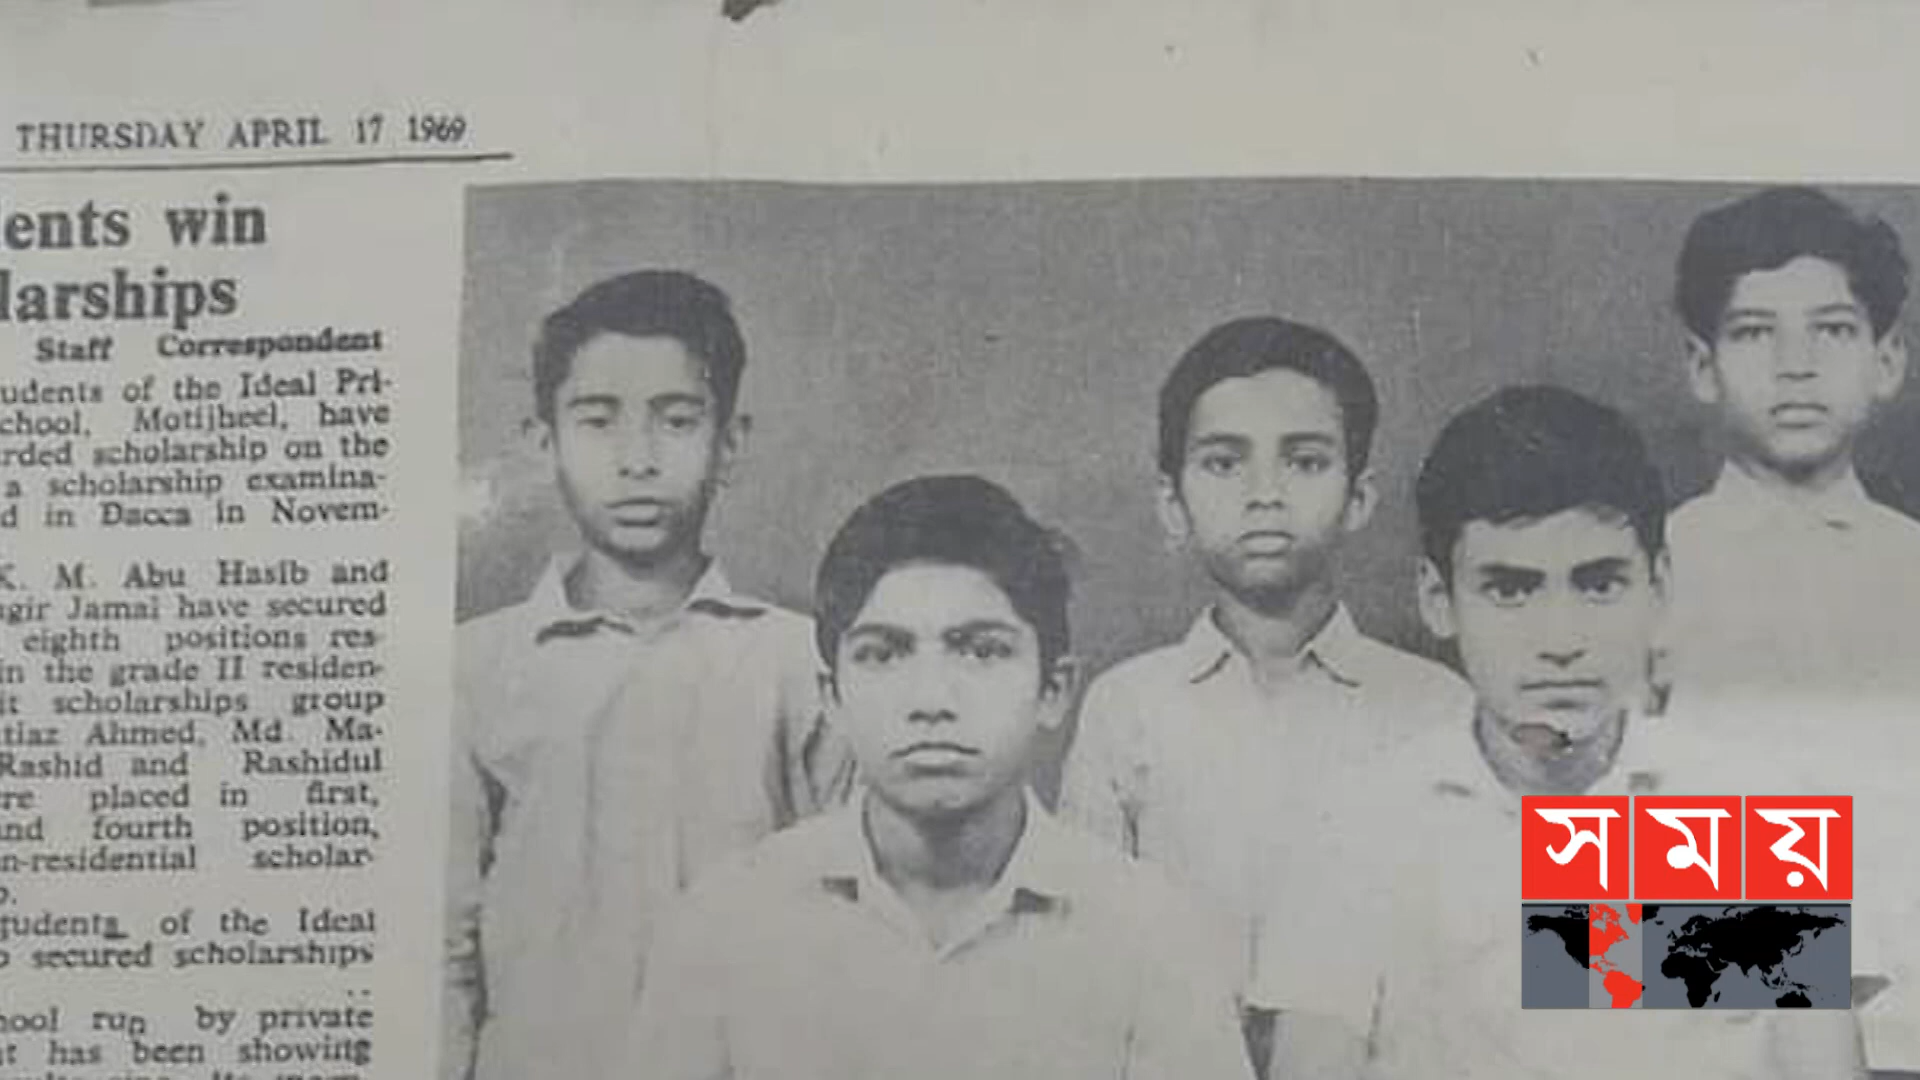 THURSDAY APRIL 17 1969
ents win
larships
Staff Correspondent
udents of the Ideal Pri-
chool, Motijheel, have
rded scholarship on the
a scholarship examina-
d in Dacca in Novem-
K. M. Abu Hasib and
gir Jamal have secured
eighth positions res-
in the grade II residen-
it scholarships group
tiaz Ahmed, Md. Ma-
Rashid and Rashidul
re placed in first,
and fourth position,
n-residential scholar-
p.
tudents of the Ideal
o secured scholarships
hool run by private
t has been showing
সময়